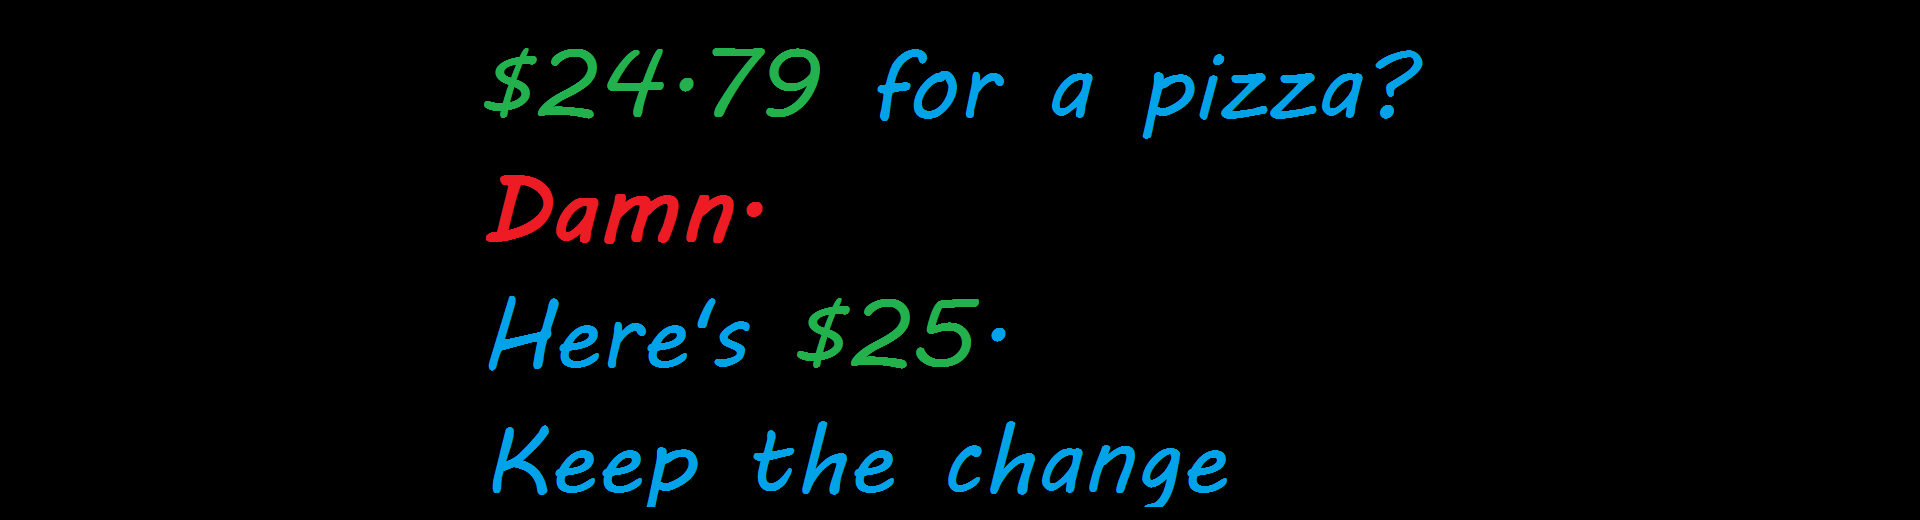 $24.79 for a pizza?
Damn.
Here's $25.
Keep the change